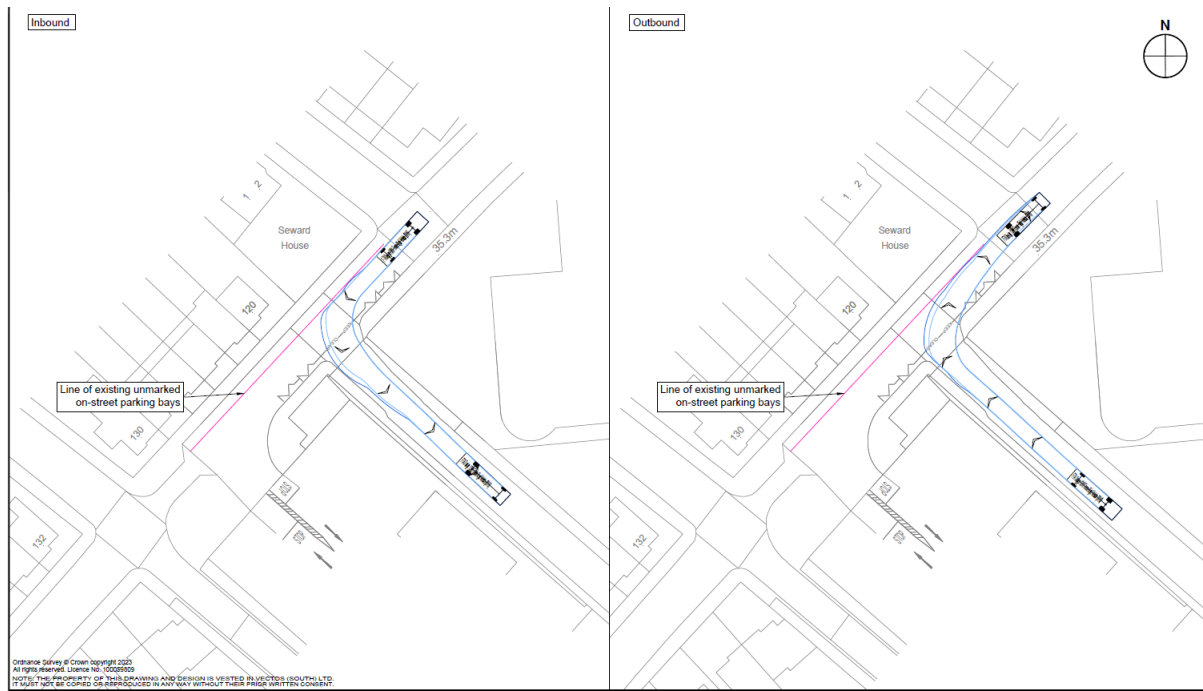 Inbound
Outbound
N
1 2
Seward
House
35.3m
120
Line of existing unmarked
on-street parking bays
130
132
1 2
Seward
House
35.3m
120
Line of existing unmarked
on-street parking bays
130
132
Ordnance Survey © Crown copyright 2023
All rights reserved. Licence No. 100039809
NOTE: THE PROPERTY OF THIS DRAWING AND DESIGN IS VESTED IN VECTOS (SOUTH) LTD.
IT MUST NOT BE COPIED OR REPRODUCED IN ANY WAY WITHOUT THEIR PRIOR WRITTEN CONSENT.